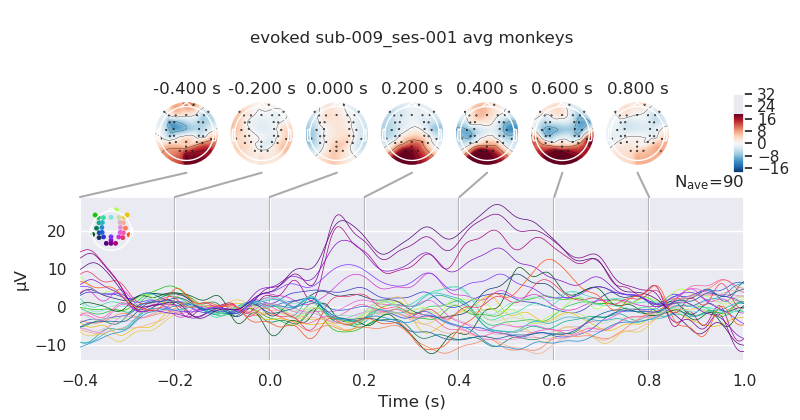 evoked sub-009_ses-001 avg monkeys
-0.400 s -0.200 s 0.000 s 0.200 s 0.400 s 0.600 s 0.800 s
32
24
16
8
0
−8
−16
Nave=90
20
10
0
−10
µV
−0.4 −0.2 0.0 0.2 0.4 0.6 0.8 1.0
Time (s)